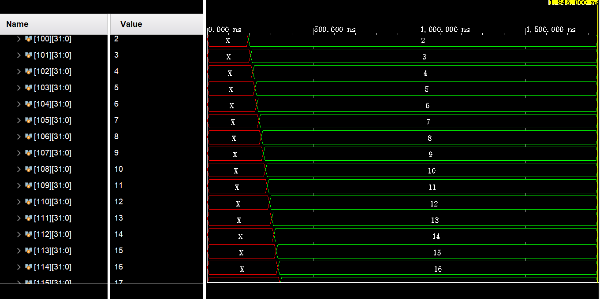 Name Value
1,845.000 ns
0.000 ns 500.000 ns 1,000.000 ns 1,500.000 ns
[100][31:0] 2 X 2
[101][31:0] 3 X 3
[102][31:0] 4 X 4
[103][31:0] 5 X 5
[104][31:0] 6 X 6
[105][31:0] 7 X 7
[106][31:0] 8 X 8
[107][31:0] 9 X 9
[108][31:0] 10 X 10
[109][31:0] 11 X 11
[110][31:0] 12 X 12
[111][31:0] 13 X 13
[112][31:0] 14 X 14
[113][31:0] 15 X 15
[114][31:0] 16 X 16
[115][31:0] 17